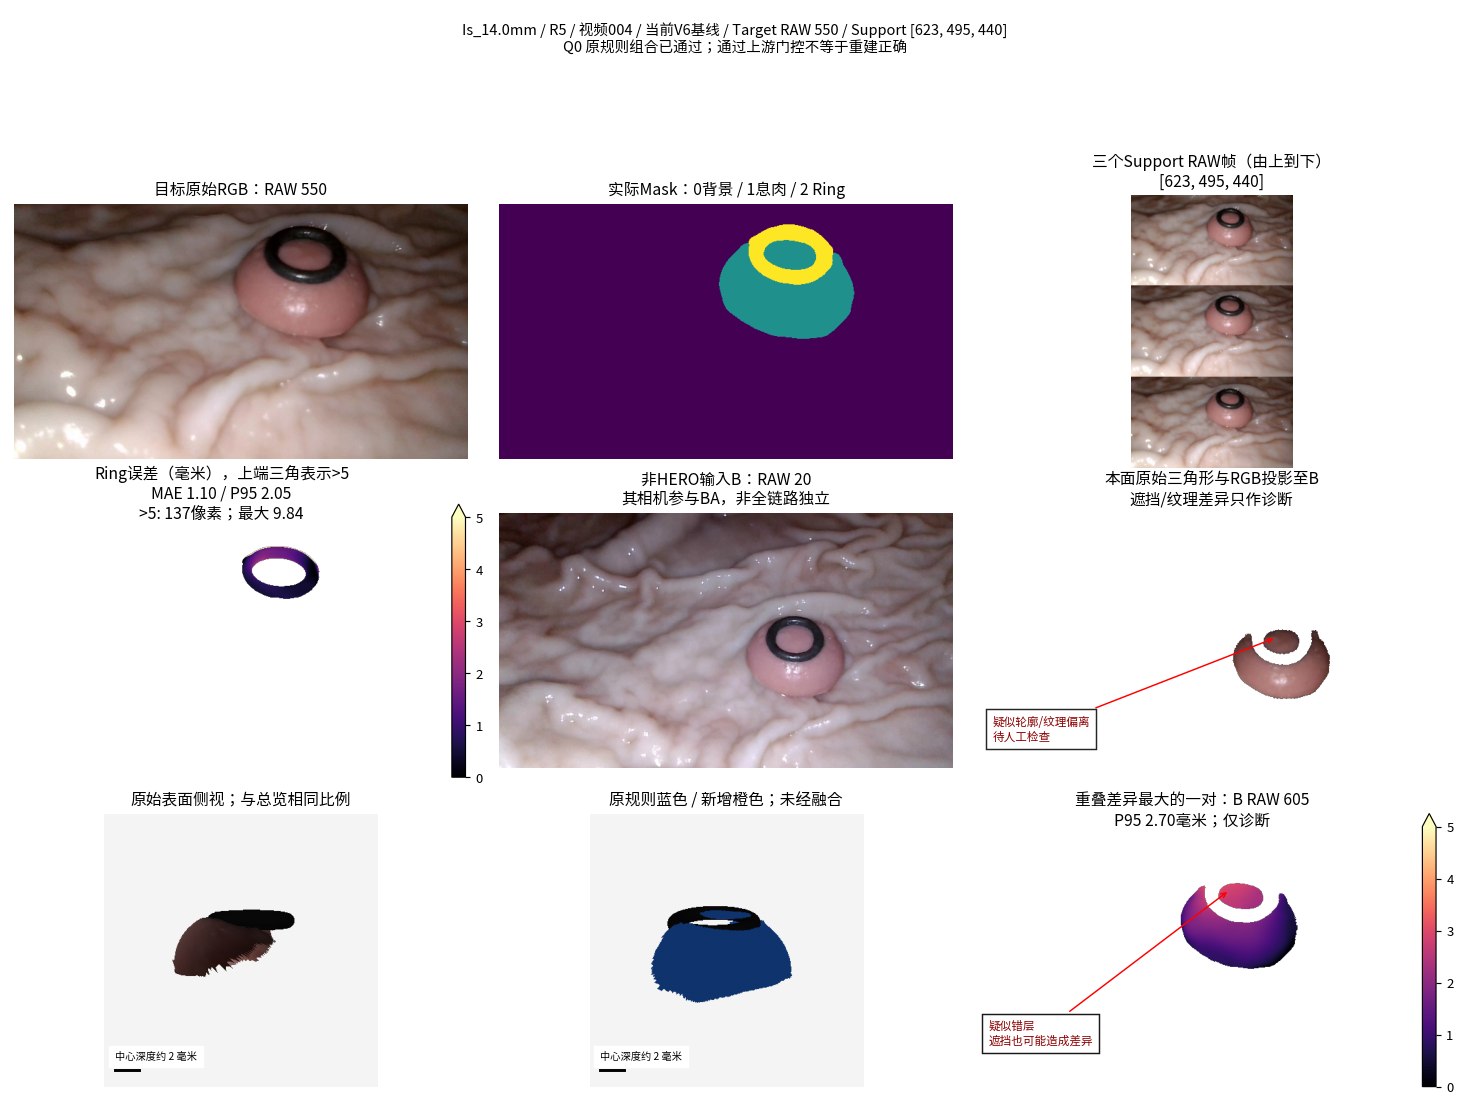 Is_14.0mm / R5 / 视频004 / 当前V6基线 / Target RAW 550 / Support [623, 495, 440]
Q0 原规则组合已通过；通过上游门控不等于重建正确
目标原始RGB：RAW 550
实际Mask：0背景 / 1息肉 / 2 Ring
三个Support RAW帧（由上到下）
[623, 495, 440]
Ring误差（毫米），上端三角表示>5
MAE 1.10 / P95 2.05
>5: 137像素；最大 9.84
5
4
3
2
1
0
非HERO输入B：RAW 20
其相机参与BA，非全链路独立
本面原始三角形与RGB投影至B
遮挡/纹理差异只作诊断
疑似轮廓/纹理偏离
待人工检查
原始表面侧视；与总览相同比例
中心深度约 2 毫米
原规则蓝色 / 新增橙色；未经融合
中心深度约 2 毫米
重叠差异最大的一对：B RAW 605
P95 2.70毫米；仅诊断
疑似错层
遮挡也可能造成差异
5
4
3
2
1
0